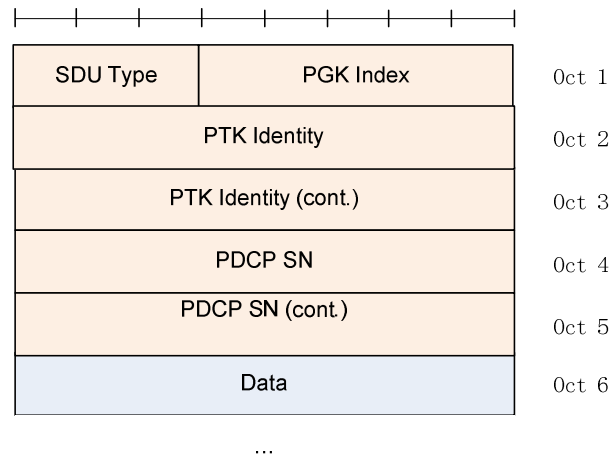 SDU Type PGK Index Oct 1
PTK Identity Oct 2
PTK Identity (cont.) Oct 3
PDCP SN Oct 4
PDCP SN (cont.) Oct 5
Data Oct 6
...